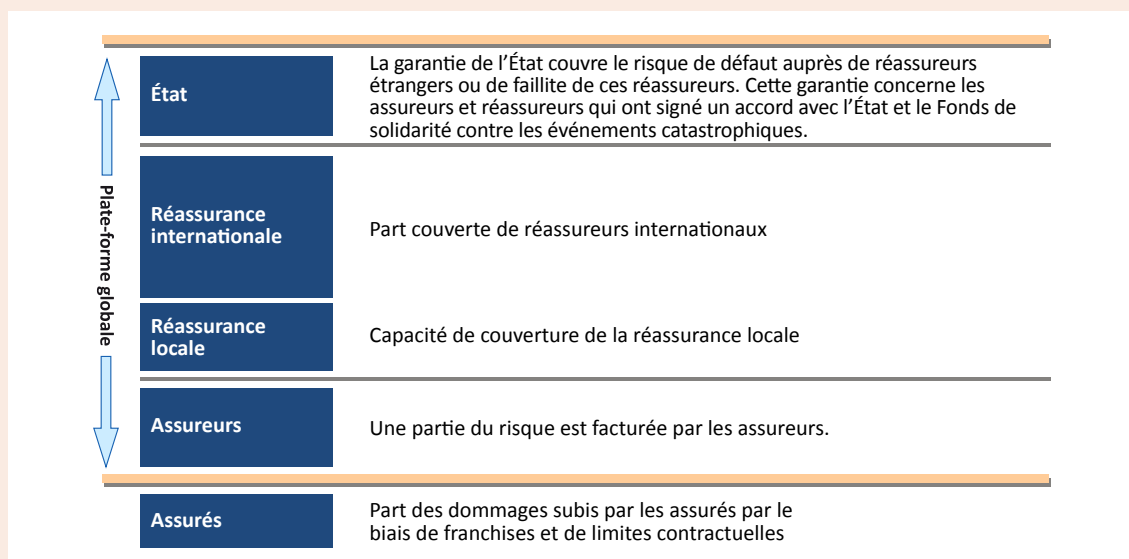 La garantie de l’État couvre le risque de défaut auprès de réassureurs
étrangers ou de faillite de ces réassureurs. Cette garantie concerne les
État
assureurs et réassureurs qui ont signé un accord avec l’État et le Fonds de
solidarité contre les événements catastrophiques.
Plate-forme globale
Réassurance
internationale
Part couverte de réassureurs internationaux
Réassurance
locale
Capacité de couverture de la réassurance locale
Assureurs
Une partie du risque est facturée par les assureurs.
Assurés
Part des dommages subis par les assurés par le
biais de franchises et de limites contractuelles